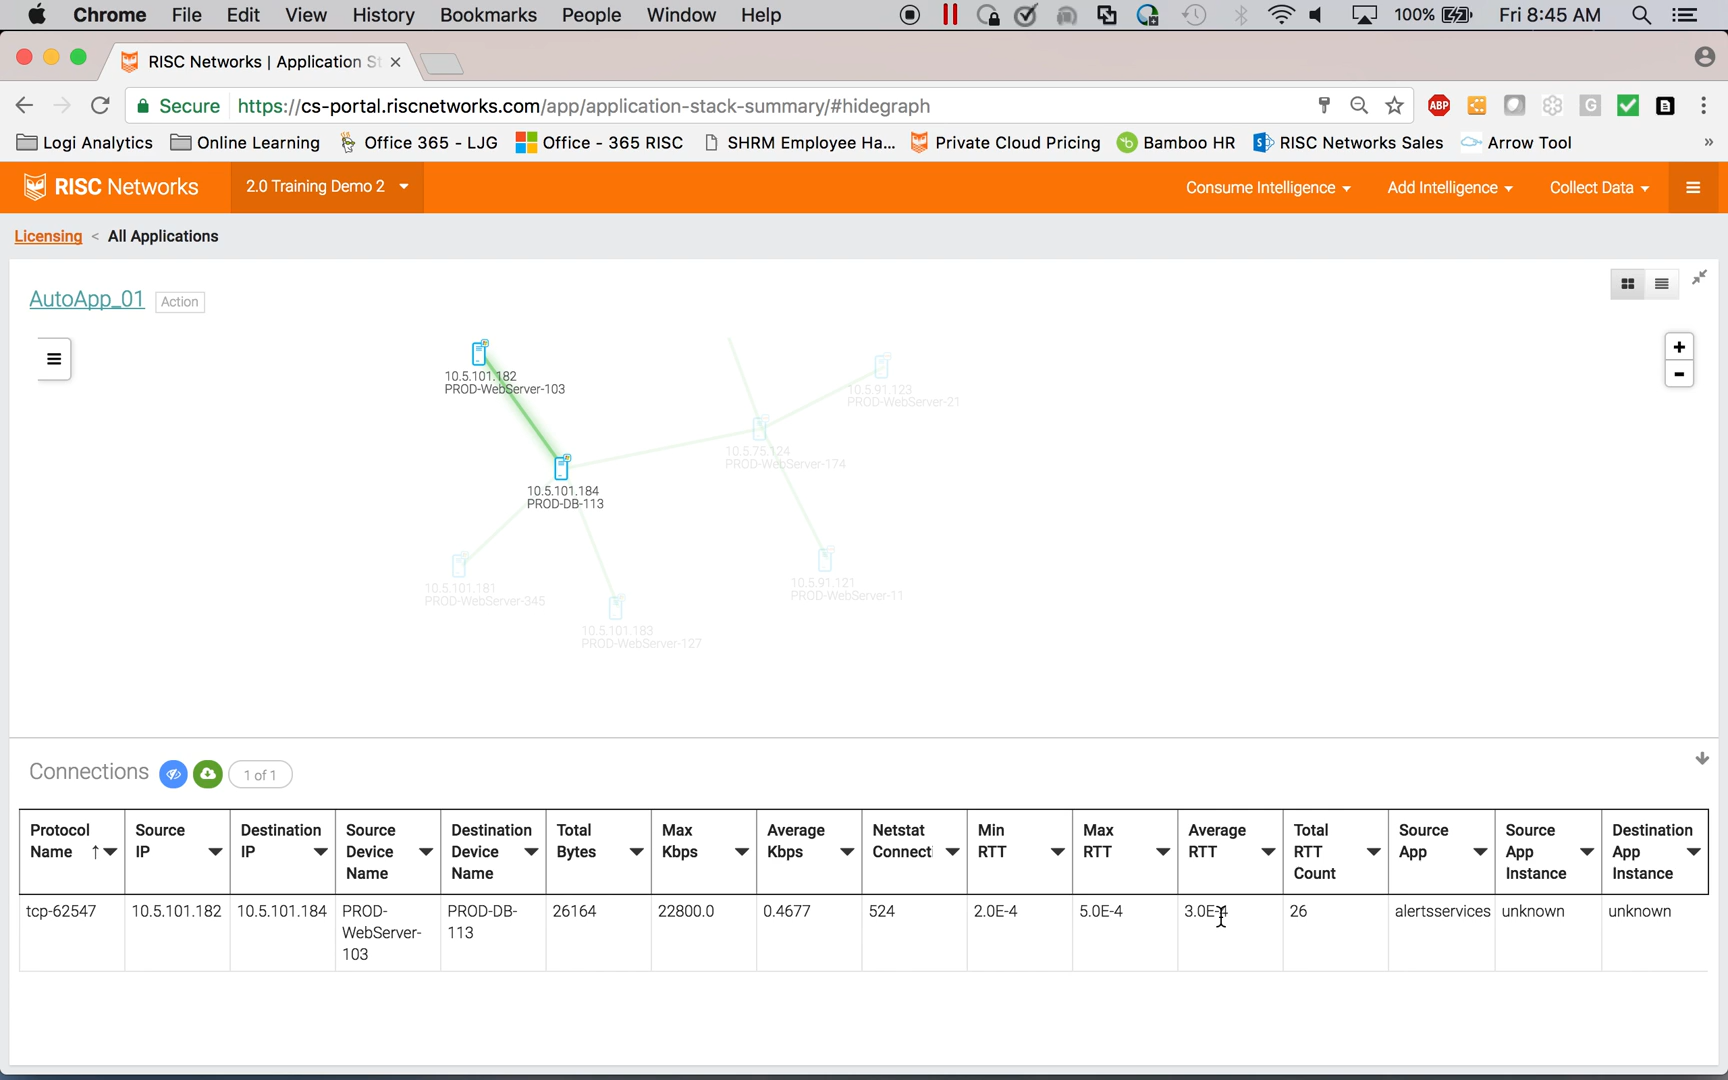 Chrome File Edit View History Bookmarks People Window Help 100% Fri 8:45 AM
RISC Networks | Application St
Secure https://cs-portal.riscnetworks.com/app/application-stack-summary/#hidegraph ABP G
Logi Analytics Online Learning Office 365 - LJG Office - 365 RISC SHRM Employee Ha... Private Cloud Pricing Bamboo HR RISC Networks Sales Arrow Tool »
RISC Networks 2.0 Training Demo 2 Consume Intelligence Add Intelligence Collect Data
Licensing < All Applications
AutoApp_01 Action
10.5.101.182
PROD-WebServer-103
10.5.91.123
PROD-WebServer-21
10.5.75.124
PROD-WebServer-174
10.5.101.184
PROD-DB-113
10.5.101.181
PROD-WebServer-345
10.5.91.121
PROD-WebServer-11
10.5.101.183
PROD-WebServer-127
+
-
Connections 1 of 1
Protocol Name ↑ Source IP Destination IP Source Device Name Destination Device Name Total Bytes Max Kbps Average Kbps Netstat Connecti Min RTT Max RTT Average RTT Total RTT Count Source App Source App Instance Destination App Instance
tcp-62547 10.5.101.182 10.5.101.184 PROD-WebServer-103 PROD-DB-113 26164 22800.0 0.4677 524 2.0E-4 5.0E-4 3.0E-4 26 alertsservices unknown unknown